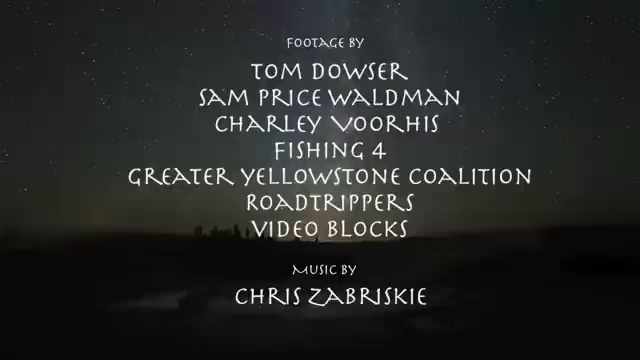 FOOTAGE BY
TOM DOWSER
SAM PRICE WALDMAN
CHARLEY VOORHIS
FISHING 4
GREATER YELLOWSTONE COALITION
ROADTRIPPERS
VIDEO BLOCKS
MUSIC BY
CHRIS ZABRISKIE